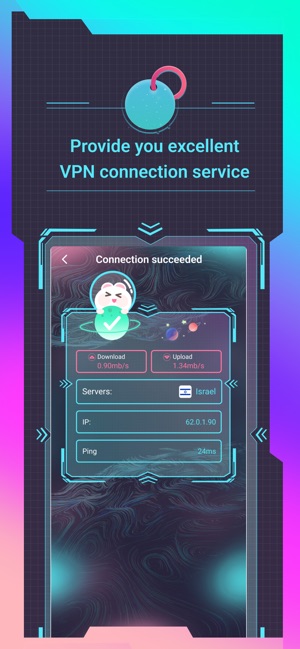 Provide you excellent
VPN connection service
Connection succeeded
Download
0.90mb/s
Upload
1.34mb/s
Servers:
Israel
IP:
62.0.1.90
Ping
24ms